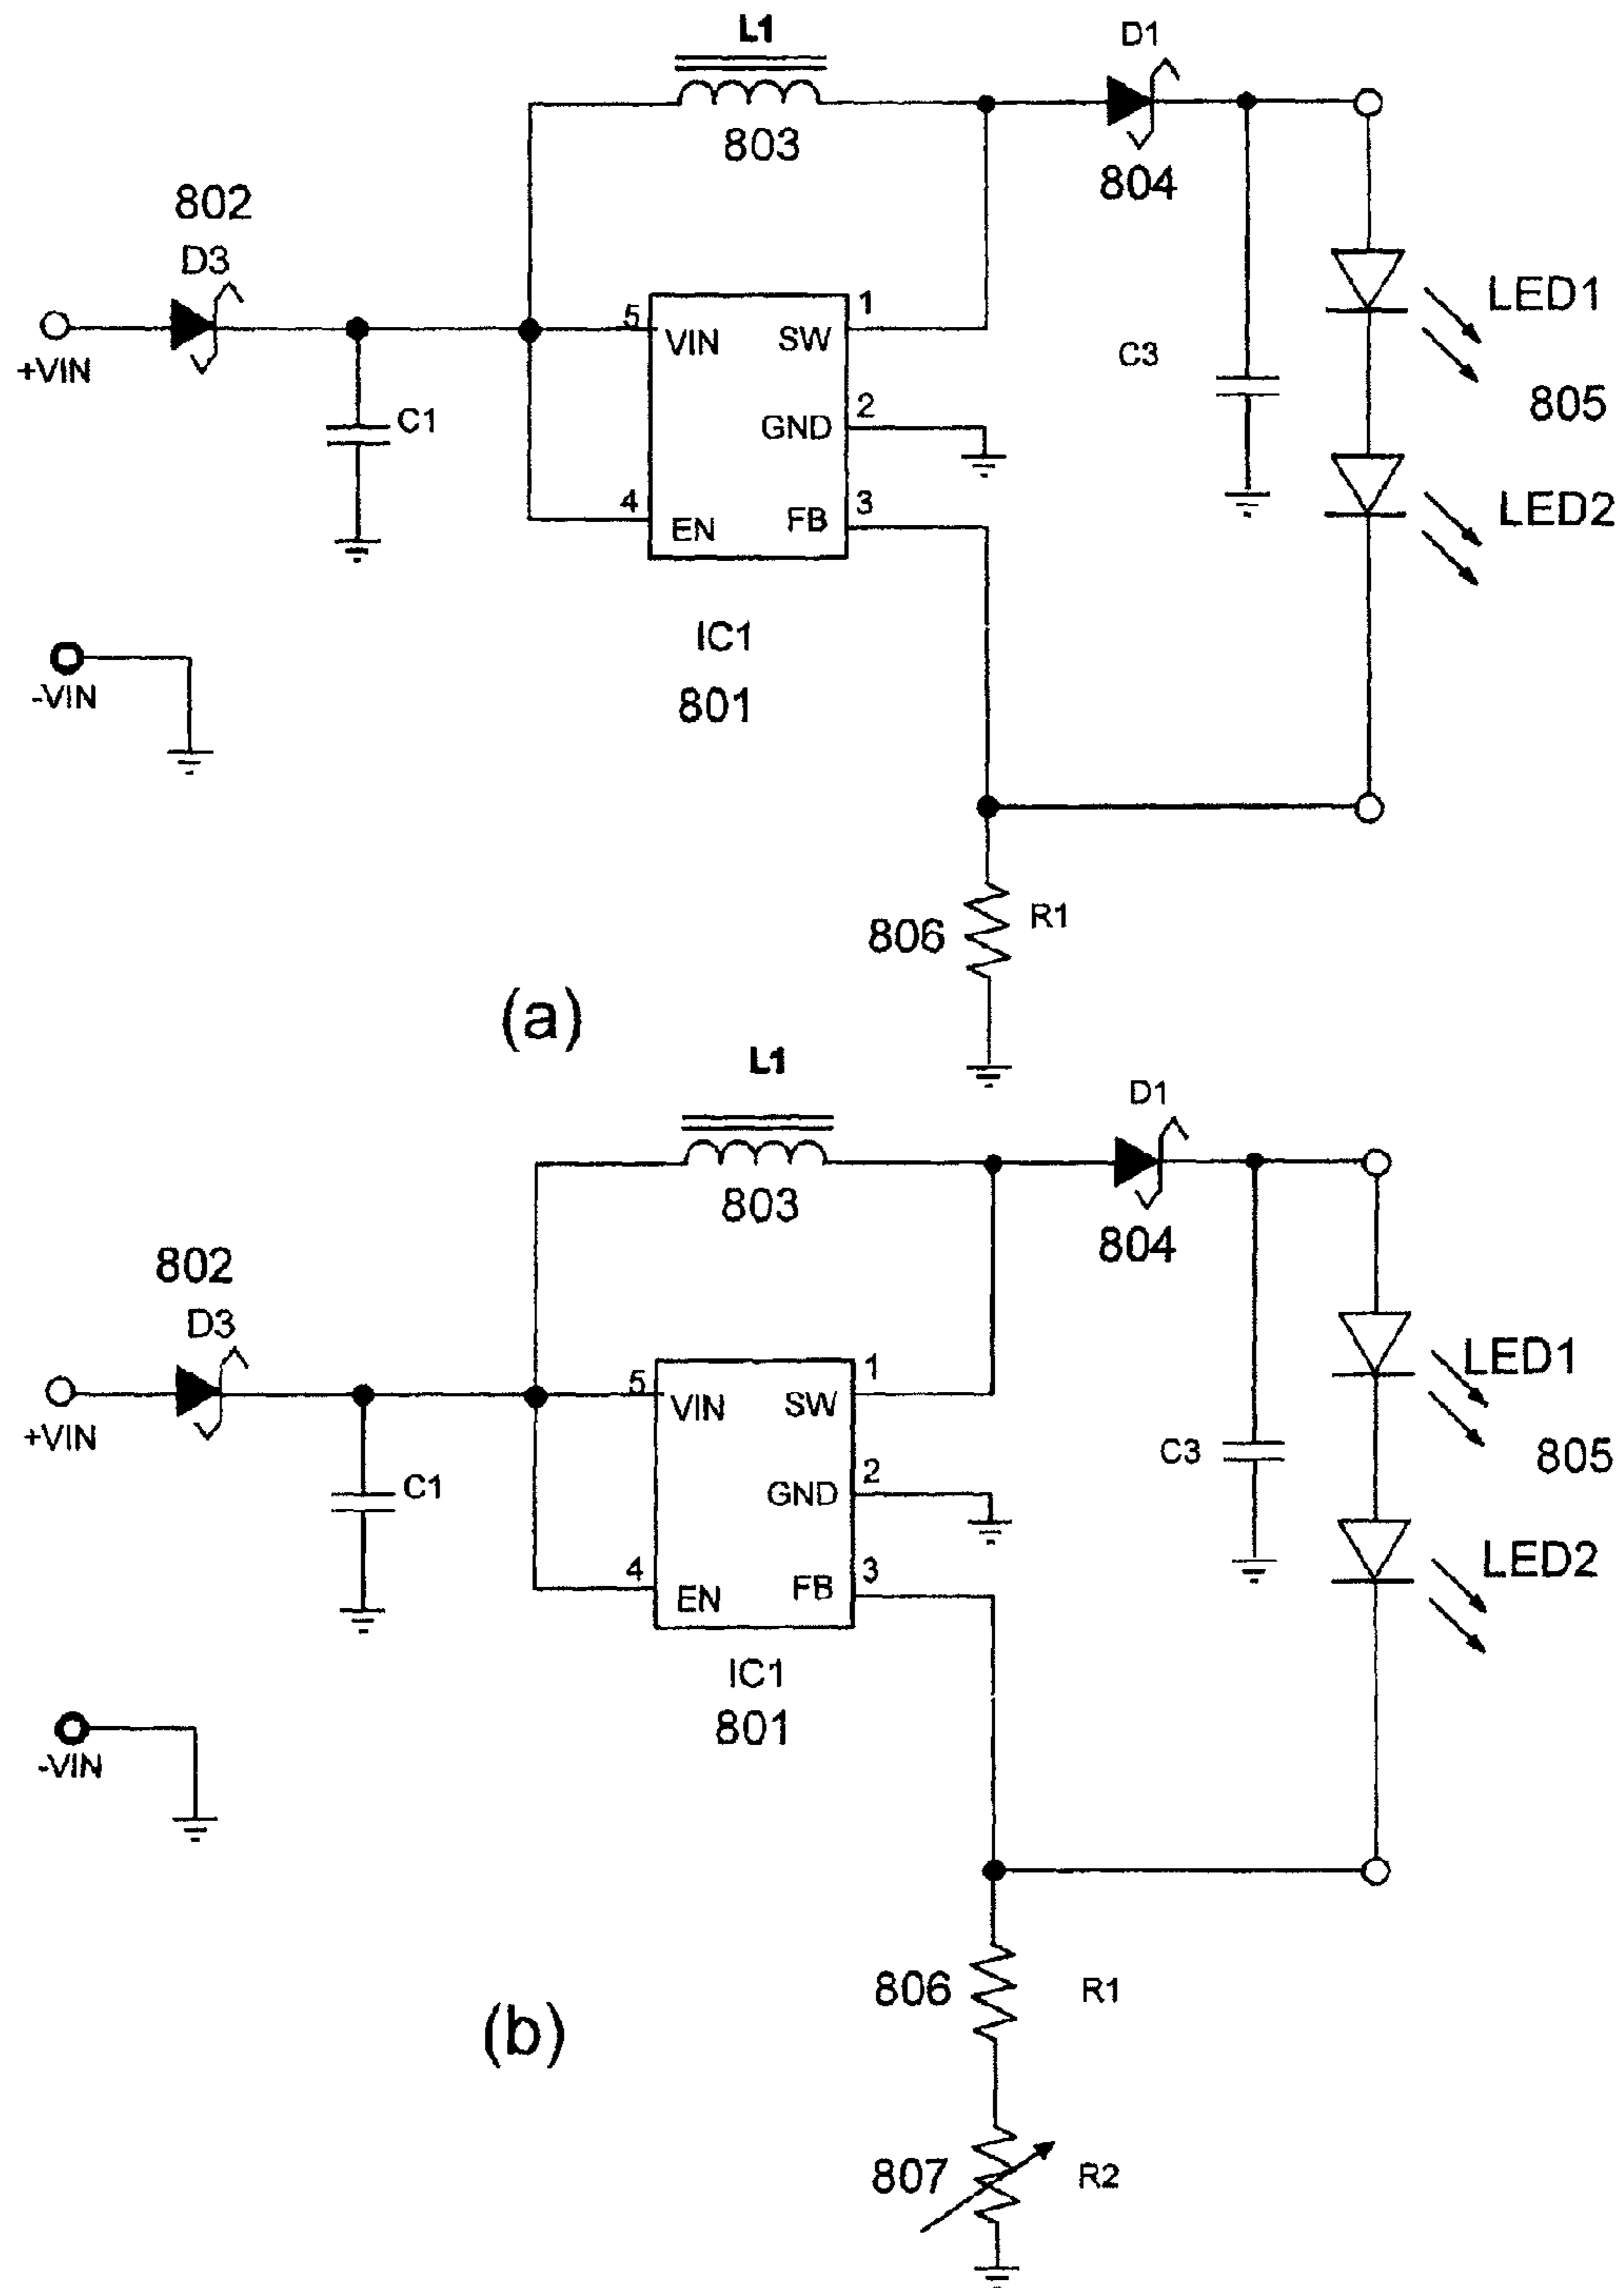 L1
D1
803
804
802
D3
+VIN
C1
5
VIN
SW
1
GND
2
4
EN
FB
3
C3
LED1
805
LED2
IC1
801
-VIN
806
R1
(a)
L1
D1
803
804
802
D3
+VIN
C1
5
VIN
SW
1
GND
2
4
EN
FB
3
C3
LED1
805
LED2
IC1
801
-VIN
806
R1
(b)
807
R2